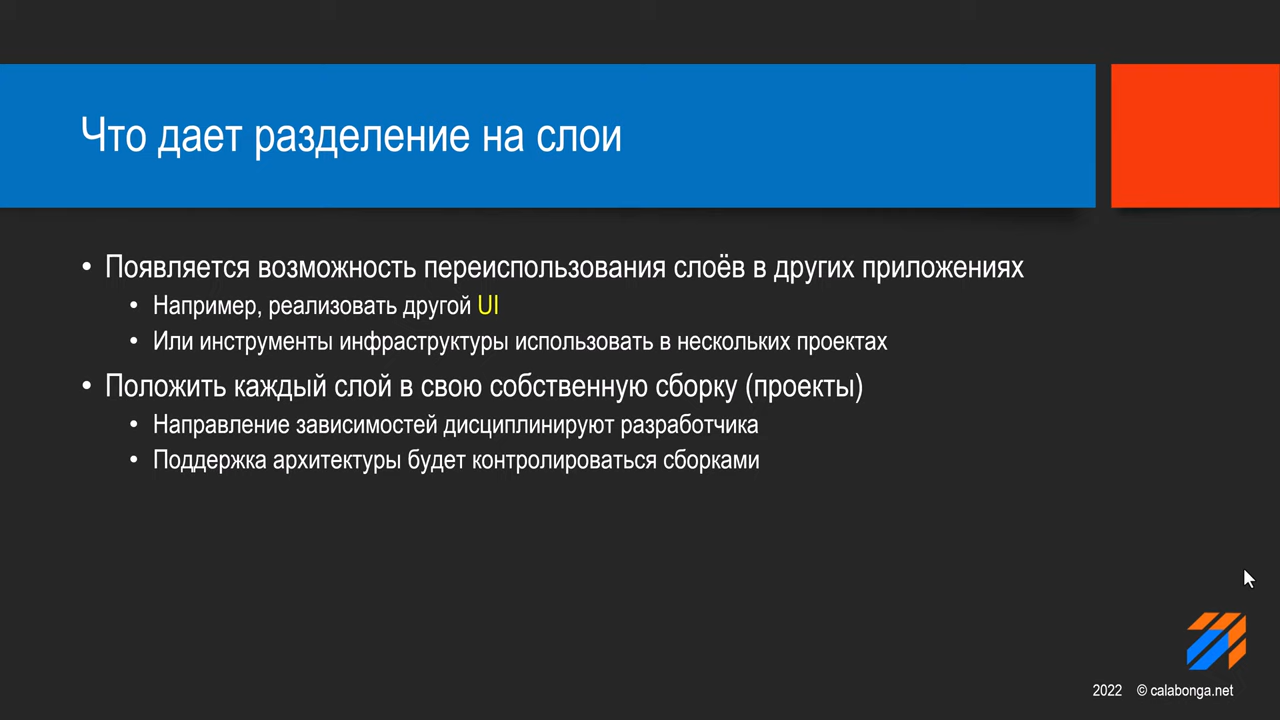 Что дает разделение на слои
• Появляется возможность переиспользования слоёв в других приложениях
• Например, реализовать другой UI
• Или инструменты инфраструктуры использовать в нескольких проектах
• Положить каждый слой в свою собственную сборку (проекты)
• Направление зависимостей дисциплинируют разработчика
• Поддержка архитектуры будет контролироваться сборками
2022 © calabonga.net